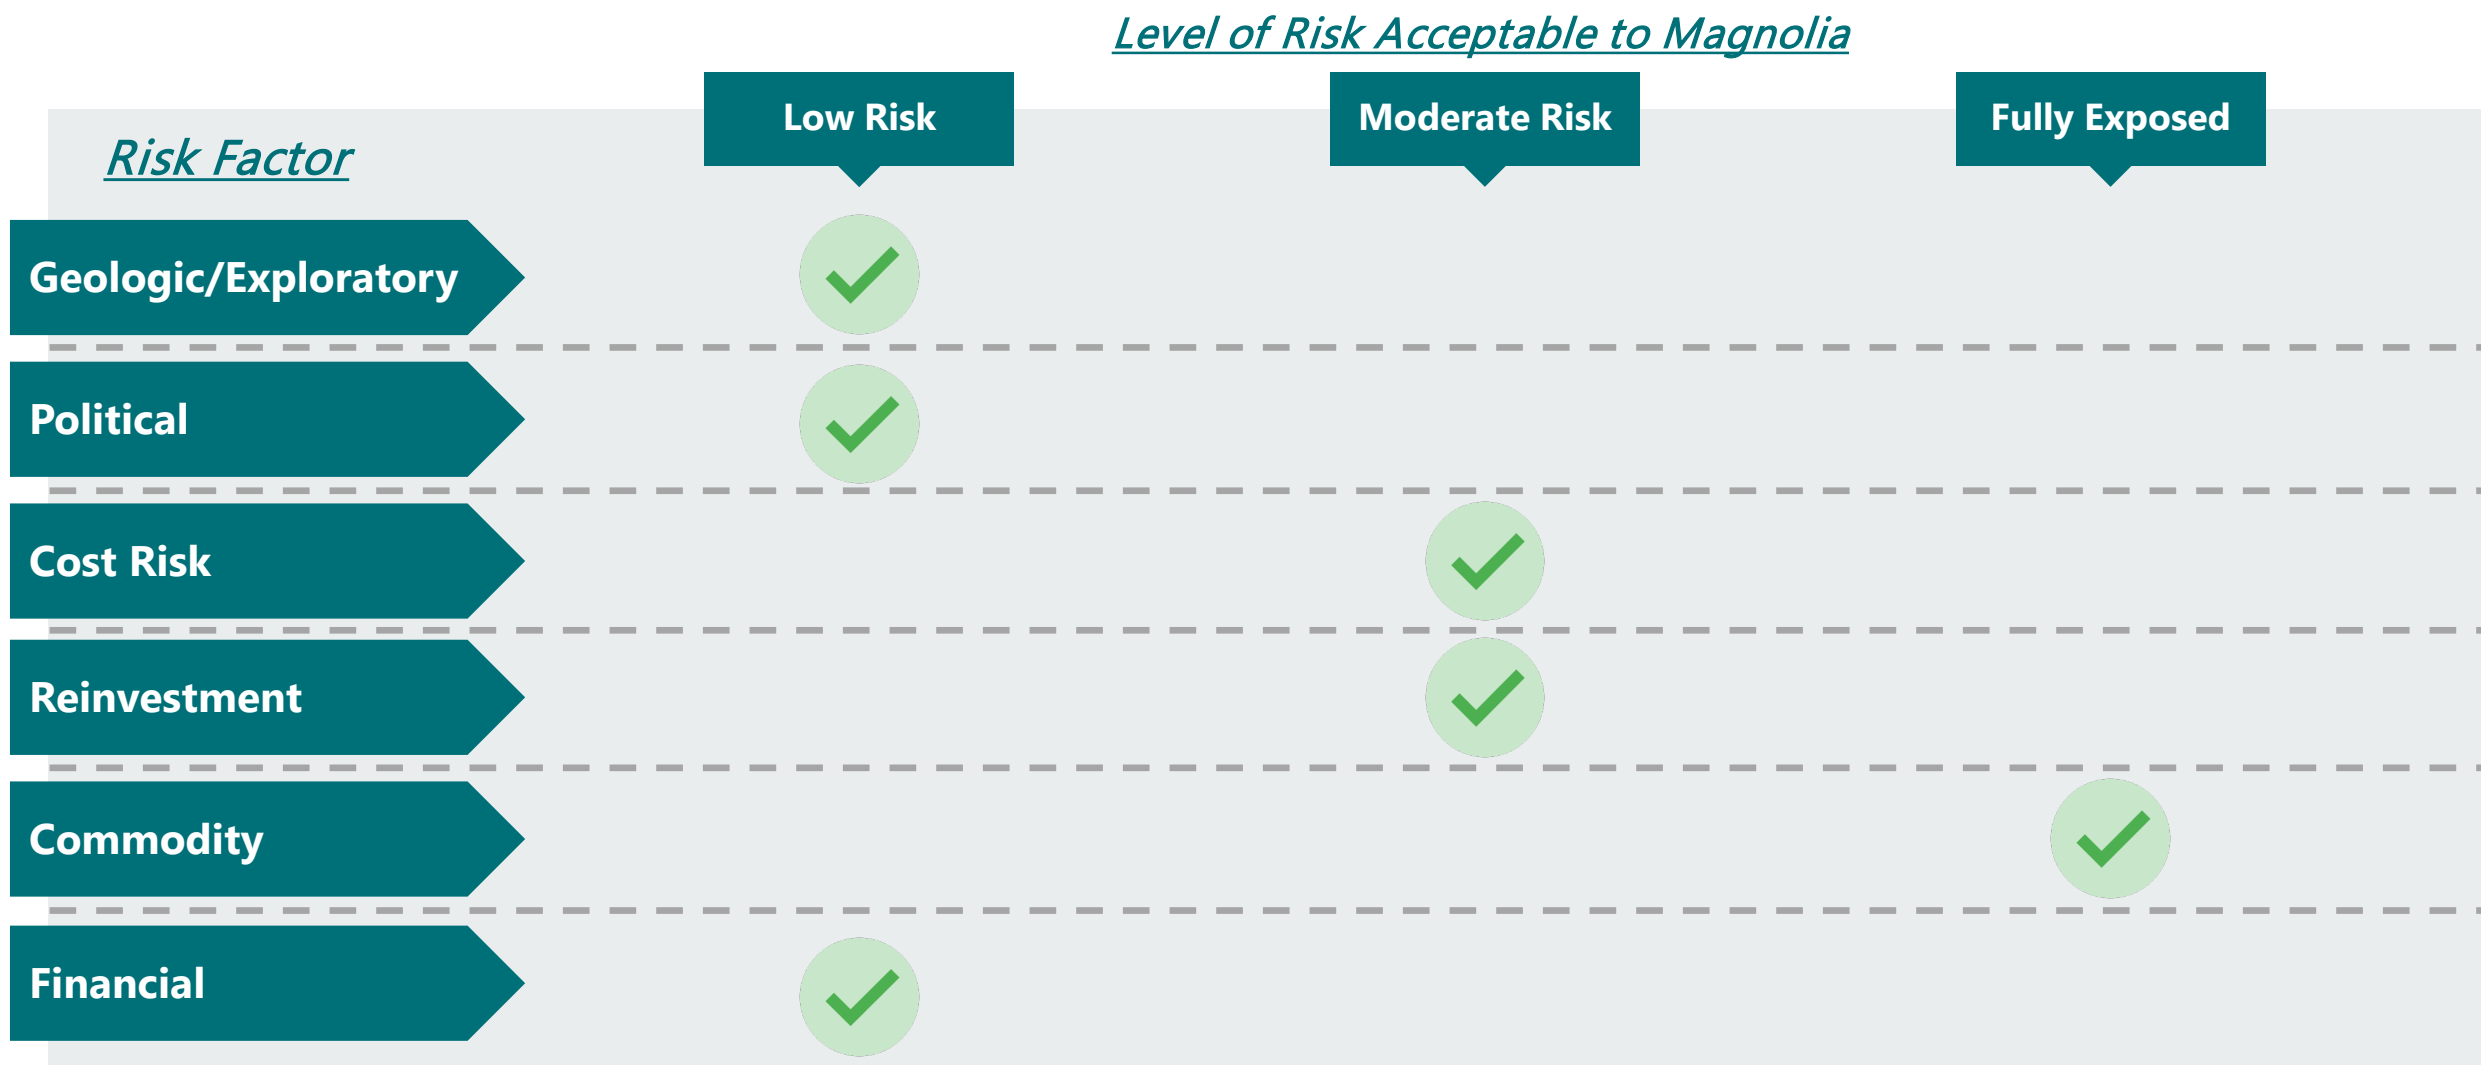 Level of Risk Acceptable to Magnolia
Low Risk
Moderate Risk
Fully Exposed
Risk Factor
Geologic/Exploratory
Political
Cost Risk
Reinvestment
Commodity
Financial